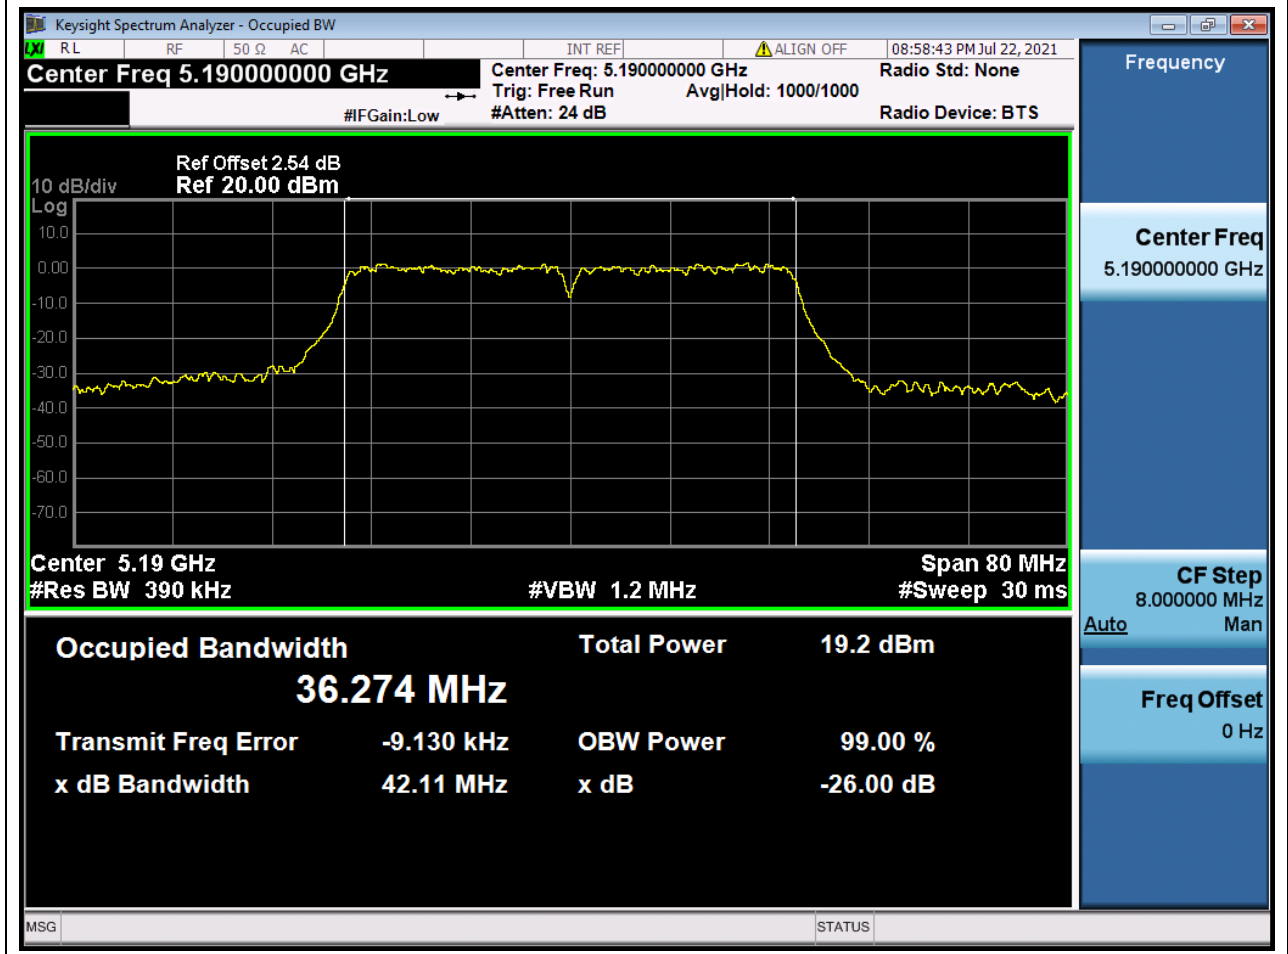 Keysight Spectrum Analyzer - Occupied BW
LXI RL RF 50 Ω AC INT REF ALIGN OFF 08:58:43 PM Jul 22, 2021
Center Freq 5.190000000 GHz
Center Freq: 5.190000000 GHz
Radio Std: None
Trig: Free Run Avg|Hold: 1000/1000
#IFGain:Low #Atten: 24 dB Radio Device: BTS
Ref Offset 2.54 dB
10 dB/div Ref 20.00 dBm
Log
10.0
0.00
-10.0
-20.0
-30.0
-40.0
-50.0
-60.0
-70.0
Center 5.19 GHz Span 80 MHz
#Res BW 390 kHz #VBW 1.2 MHz #Sweep 30 ms
Occupied Bandwidth Total Power 19.2 dBm
36.274 MHz
Transmit Freq Error -9.130 kHz OBW Power 99.00 %
x dB Bandwidth 42.11 MHz x dB -26.00 dB
MSG STATUS
Frequency
Center Freq
5.190000000 GHz
CF Step
8.000000 MHz
Auto Man
Freq Offset
0 Hz